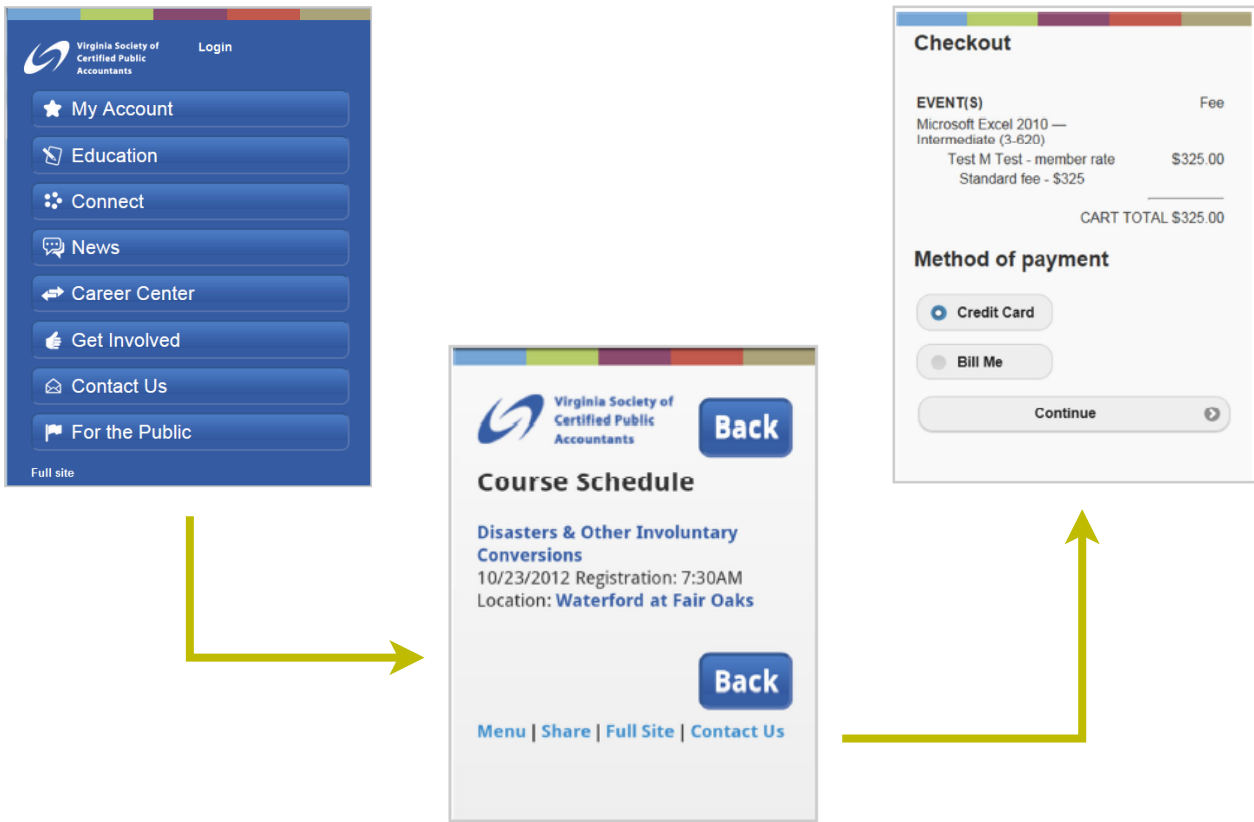 Virginia Society of
Certified Public
Accountants
Login
My Account
Education
Connect
News
Career Center
Get Involved
Contact Us
For the Public
Full site
Virginia Society of
Certified Public
Accountants
Back
Course Schedule
Disasters & Other Involuntary
Conversions
10/23/2012 Registration: 7:30AM
Location: Waterford at Fair Oaks
Back
Menu | Share | Full Site | Contact Us
Checkout
EVENT(S) Fee
Microsoft Excel 2010 —
Intermediate (3-620)
Test M Test - member rate $325.00
Standard fee - $325
CART TOTAL $325.00
Method of payment
Credit Card
Bill Me
Continue